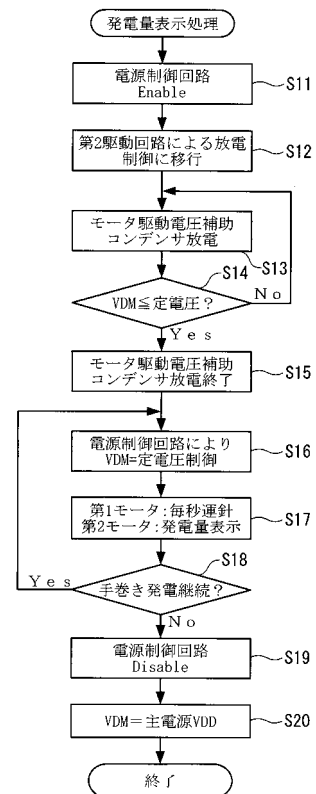 発電量表示処理
電源制御回路
Enable
S11
第2駆動回路による放電
制御に移行
S12
モータ駆動電圧補助
コンデンサ放電
S13
S14
VDM≦定電圧?
No
Yes
モータ駆動電圧補助
コンデンサ放電終了
S15
電源制御回路により
VDM=定電圧制御
S16
第1モータ:毎秒運針
第2モータ:発電量表示
S17
S18
手巻き発電継続?
Yes
No
電源制御回路
Disable
S19
VDM=主電源VDD
S20
終了